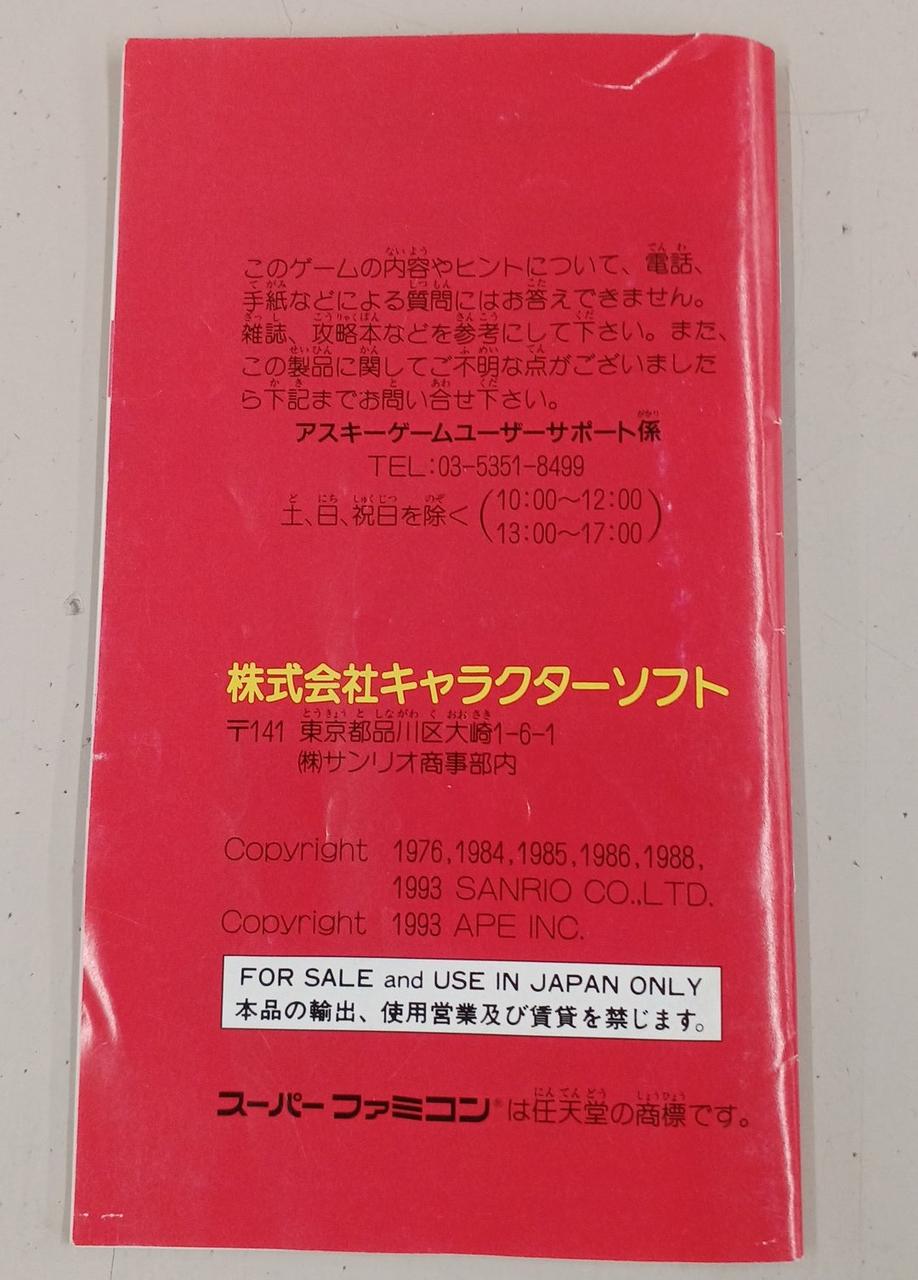 このゲームの内容やヒントについて、電話、
手紙などによる質問にはお答えできません。
雑誌、攻略本などを参考にして下さい。また、
この製品に関してご不明な点がございました
ら下記までお問い合せ下さい。
アスキーゲームユーザーサポート係
TEL:03-5351-8499
土、日、祝日を除く(10:00〜12:00
13:00〜17:00)
株式会社キャラクターソフト
〒141 東京都品川区大崎1-6-1
㈱サンリオ商事部内
Copyright 1976,1984,1985,1986,1988,
1993 SANRIO CO.,LTD.
Copyright 1993 APE INC.
FOR SALE and USE IN JAPAN ONLY
本品の輸出、使用営業及び賃貸を禁じます。
スーパーファミコン®は任天堂の商標です。